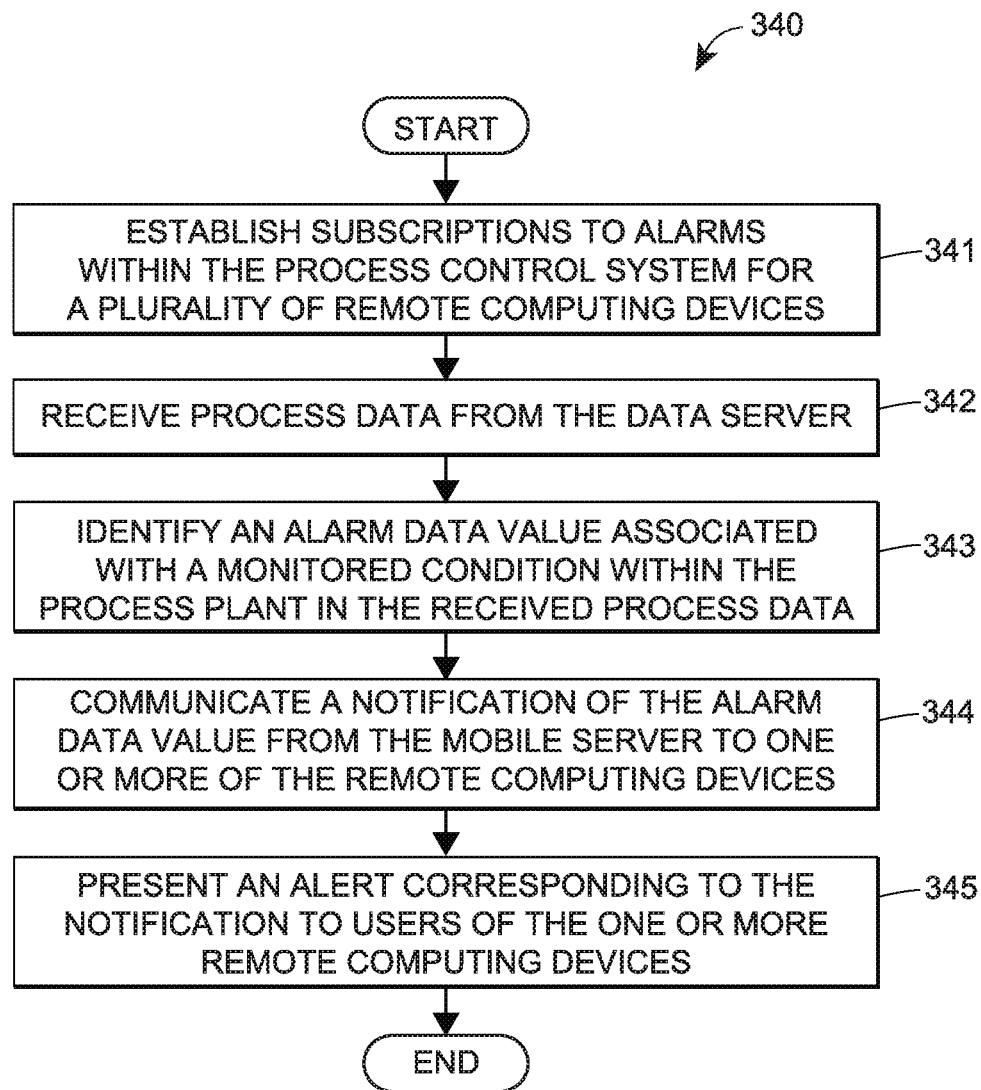 340
START
ESTABLISH SUBSCRIPTIONS TO ALARMS
WITHIN THE PROCESS CONTROL SYSTEM FOR
A PLURALITY OF REMOTE COMPUTING DEVICES
341
RECEIVE PROCESS DATA FROM THE DATA SERVER
342
IDENTIFY AN ALARM DATA VALUE ASSOCIATED
WITH A MONITORED CONDITION WITHIN THE
PROCESS PLANT IN THE RECEIVED PROCESS DATA
343
COMMUNICATE A NOTIFICATION OF THE ALARM
DATA VALUE FROM THE MOBILE SERVER TO ONE
OR MORE OF THE REMOTE COMPUTING DEVICES
344
PRESENT AN ALERT CORRESPONDING TO THE
NOTIFICATION TO USERS OF THE ONE OR MORE
REMOTE COMPUTING DEVICES
345
END